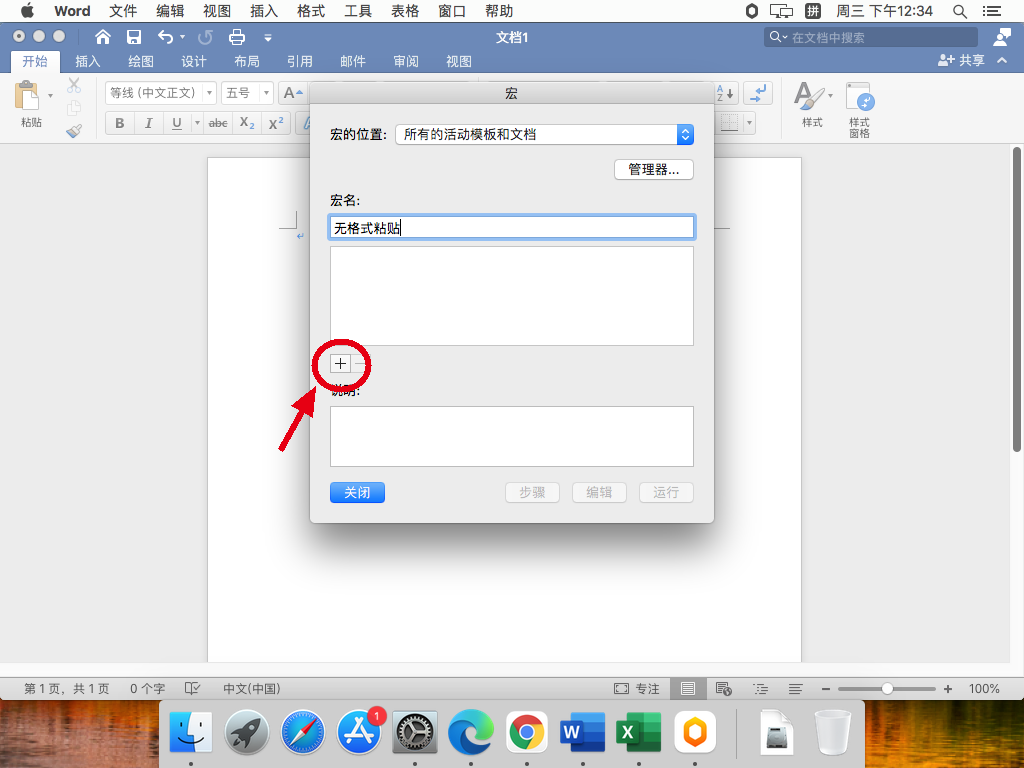 Word 文件 编辑 视图 插入 格式 工具 表格 窗口 帮助 拼 周三 下午12:34
文档1
在文档中搜索
开始 插入 绘图 设计 布局 引用 邮件 审阅 视图 共享
等线 (中文正文) 五号 A
粘贴
B I U abc X2 X2
A
Z
样式
样式
窗格
宏
宏的位置: 所有的活动模板和文档
管理器...
宏名:
无格式粘贴
说明:
关闭 步骤 编辑 运行
第 1 页, 共 1 页 0 个字 中文(中国) 专注 100%
1
W X